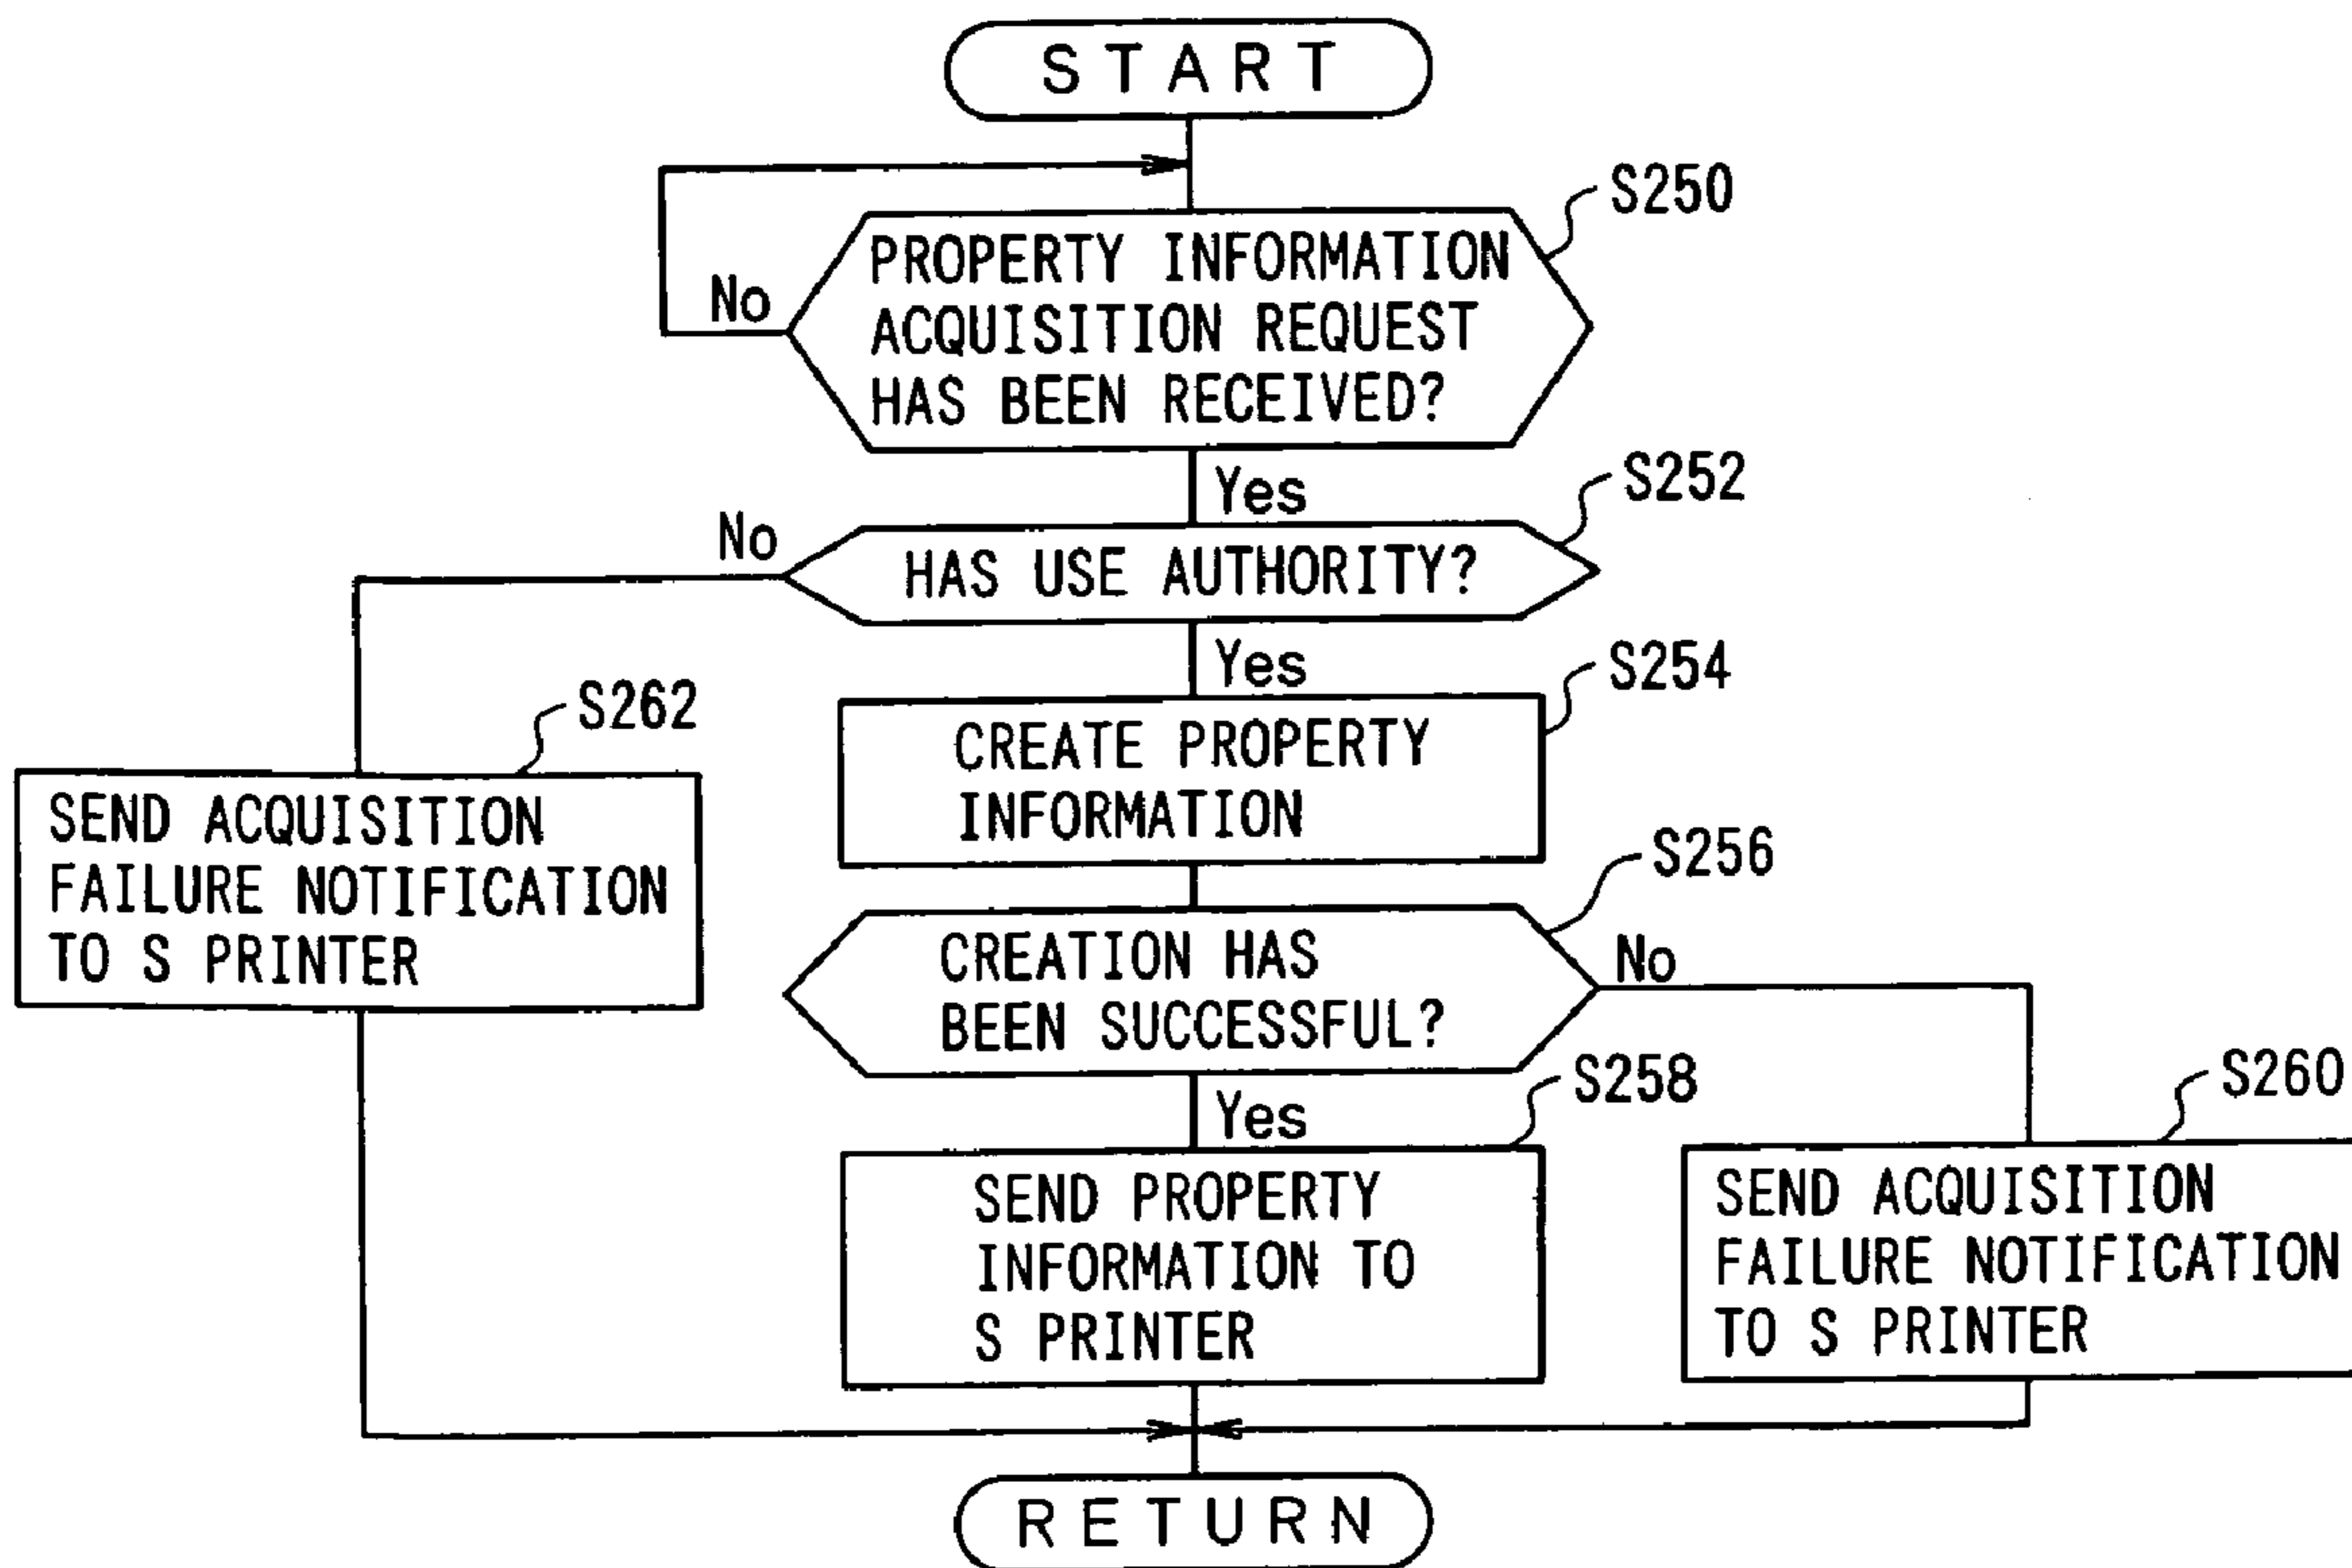 START
S250
PROPERTY INFORMATION
ACQUISITION REQUEST
HAS BEEN RECEIVED?
No
Yes
S252
No
HAS USE AUTHORITY?
Yes
S254
CREATE PROPERTY
INFORMATION
S262
SEND ACQUISITION
FAILURE NOTIFICATION
TO S PRINTER
S256
CREATION HAS
BEEN SUCCESSFUL?
No
Yes
S258
SEND PROPERTY
INFORMATION TO
S PRINTER
S260
SEND ACQUISITION
FAILURE NOTIFICATION
TO S PRINTER
RETURN